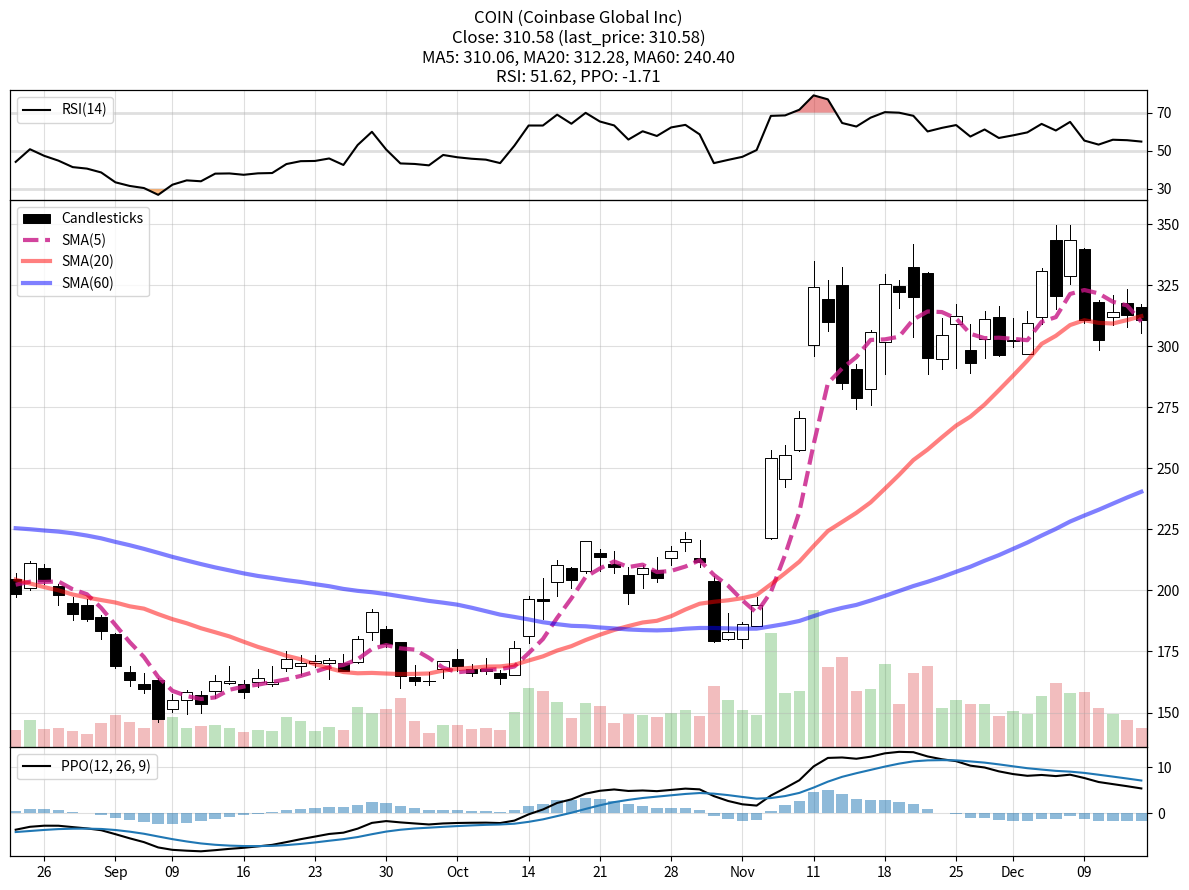 COIN (Coinbase Global Inc)
Close: 310.58 (last_price: 310.58)
MA5: 310.06, MA20: 312.28, MA60: 240.40
RSI: 51.62, PPO: -1.71
RSI(14)
70
50
30
Candlesticks
SMA(5)
SMA(20)
SMA(60)
350
325
300
275
250
225
200
175
150
PPO(12, 26, 9)
10
0
26 Sep 09 16 23 30 Oct 14 21 28 Nov 11 18 25 Dec 09